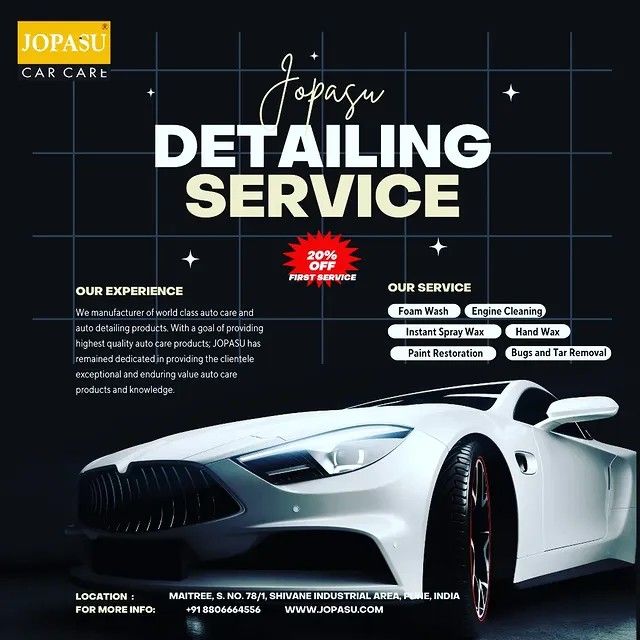 JOPASU®
CAR CARE
Jopasu
DETAILING
SERVICE
20%
OFF
FIRST SERVICE
OUR EXPERIENCE
We manufacturer of world class auto care and
auto detailing products. With a goal of providing
highest quality auto care products; JOPASU has
remained dedicated in providing the clientele
exceptional and enduring value auto care
products and knowledge.
OUR SERVICE
Foam Wash Engine Cleaning
Instant Spray Wax Hand Wax
Paint Restoration Bugs and Tar Removal
LOCATION : MAITREE, S. NO. 78/1, SHIVANE INDUSTRIAL AREA, PUNE, INDIA
FOR MORE INFO: +91 8806664556 WWW.JOPASU.COM